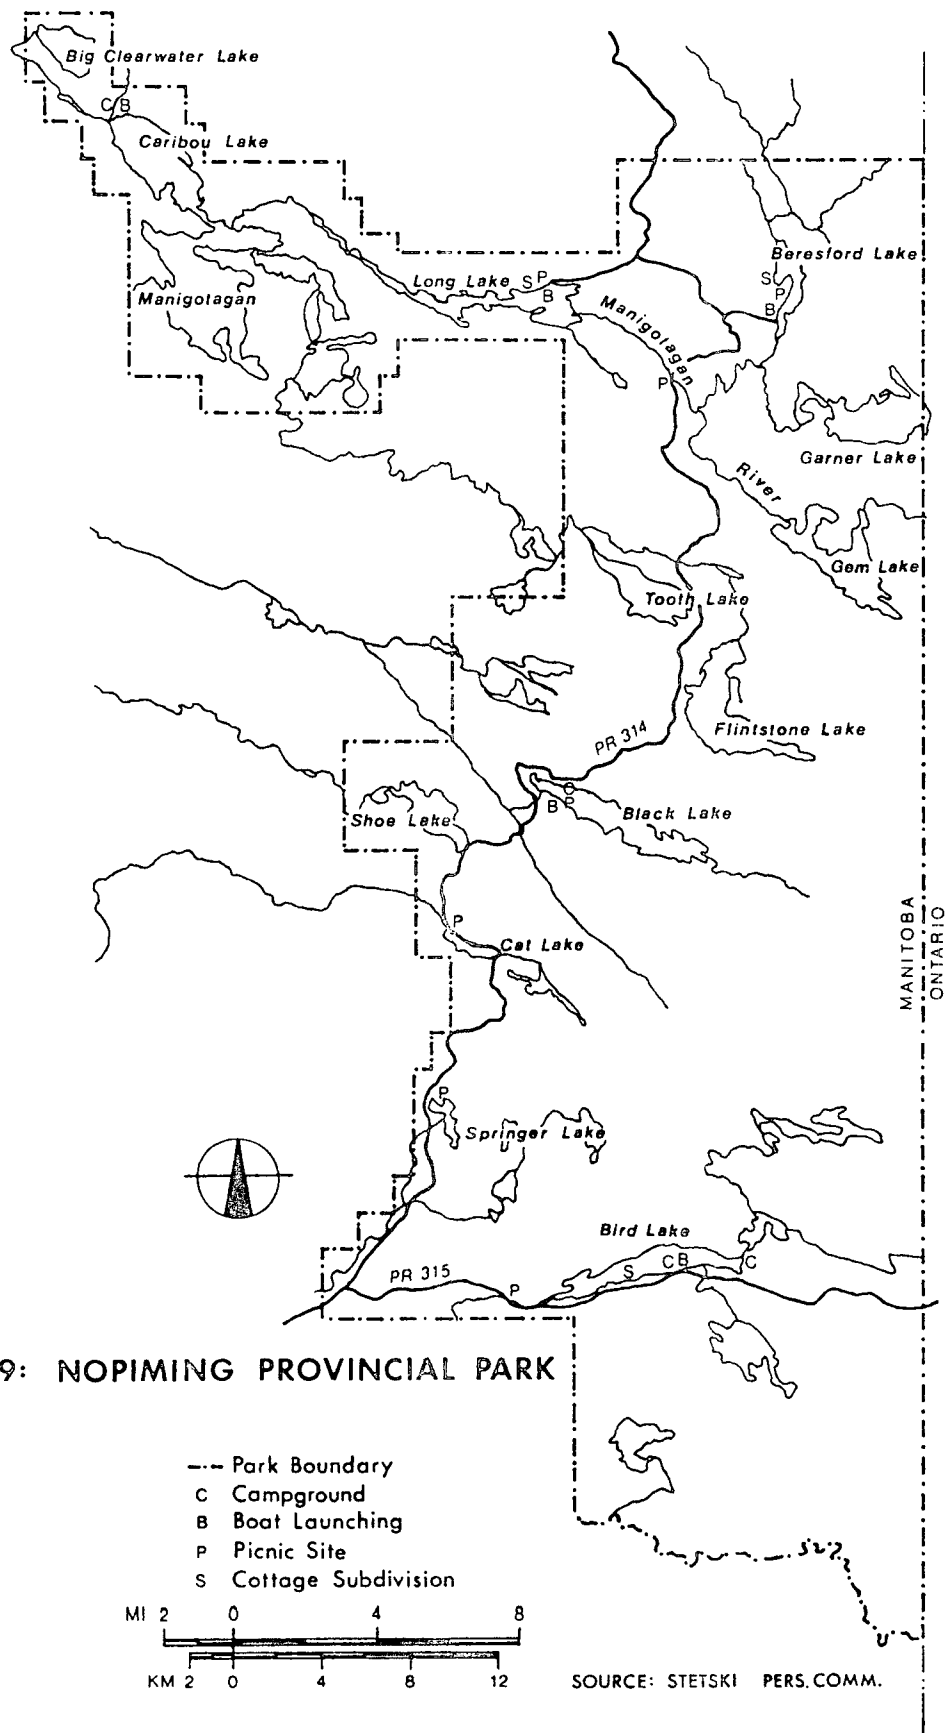 Big Clearwater Lake
C B
Caribou Lake
Manigotagan
Long Lake
S P
B
Beresford Lake
S
P
B
Manigotagan
P
Garner Lake
River
Gem Lake
Tooth Lake
Flintstone Lake
PR 314
C
B P
Black Lake
Shoe Lake
P
Cat Lake
MANITOBA
ONTARIO
P
Springer Lake
Bird Lake
PR 315
P
S
C B
C
9: NOPIMING PROVINCIAL PARK
Park Boundary
C Campground
B Boat Launching
P Picnic Site
S Cottage Subdivision
MI 2 0 4 8
KM 2 0 4 8 12
SOURCE: STETSKI PERS. COMM.